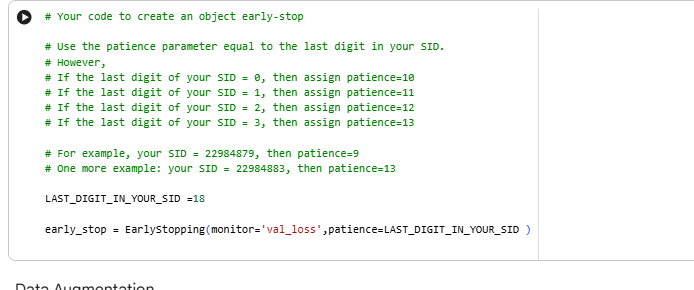 # Your code to create an object early-stop
# Use the patience parameter equal to the last digit in your SID.
# However,
# If the last digit of your SID = 0, then assign patience=10
# If the last digit of your SID = 1, then assign patience=11
# If the last digit of your SID = 2, then assign patience=12
# If the last digit of your SID = 3, then assign patience=13
# For example, your SID = 22984879, then patience=9
# One more example: your SID = 22984883, then patience=13
LAST_DIGIT_IN_YOUR_SID =18
early_stop = EarlyStopping(monitor='val_loss',patience=LAST_DIGIT_IN_YOUR_SID )
Data Augmentation